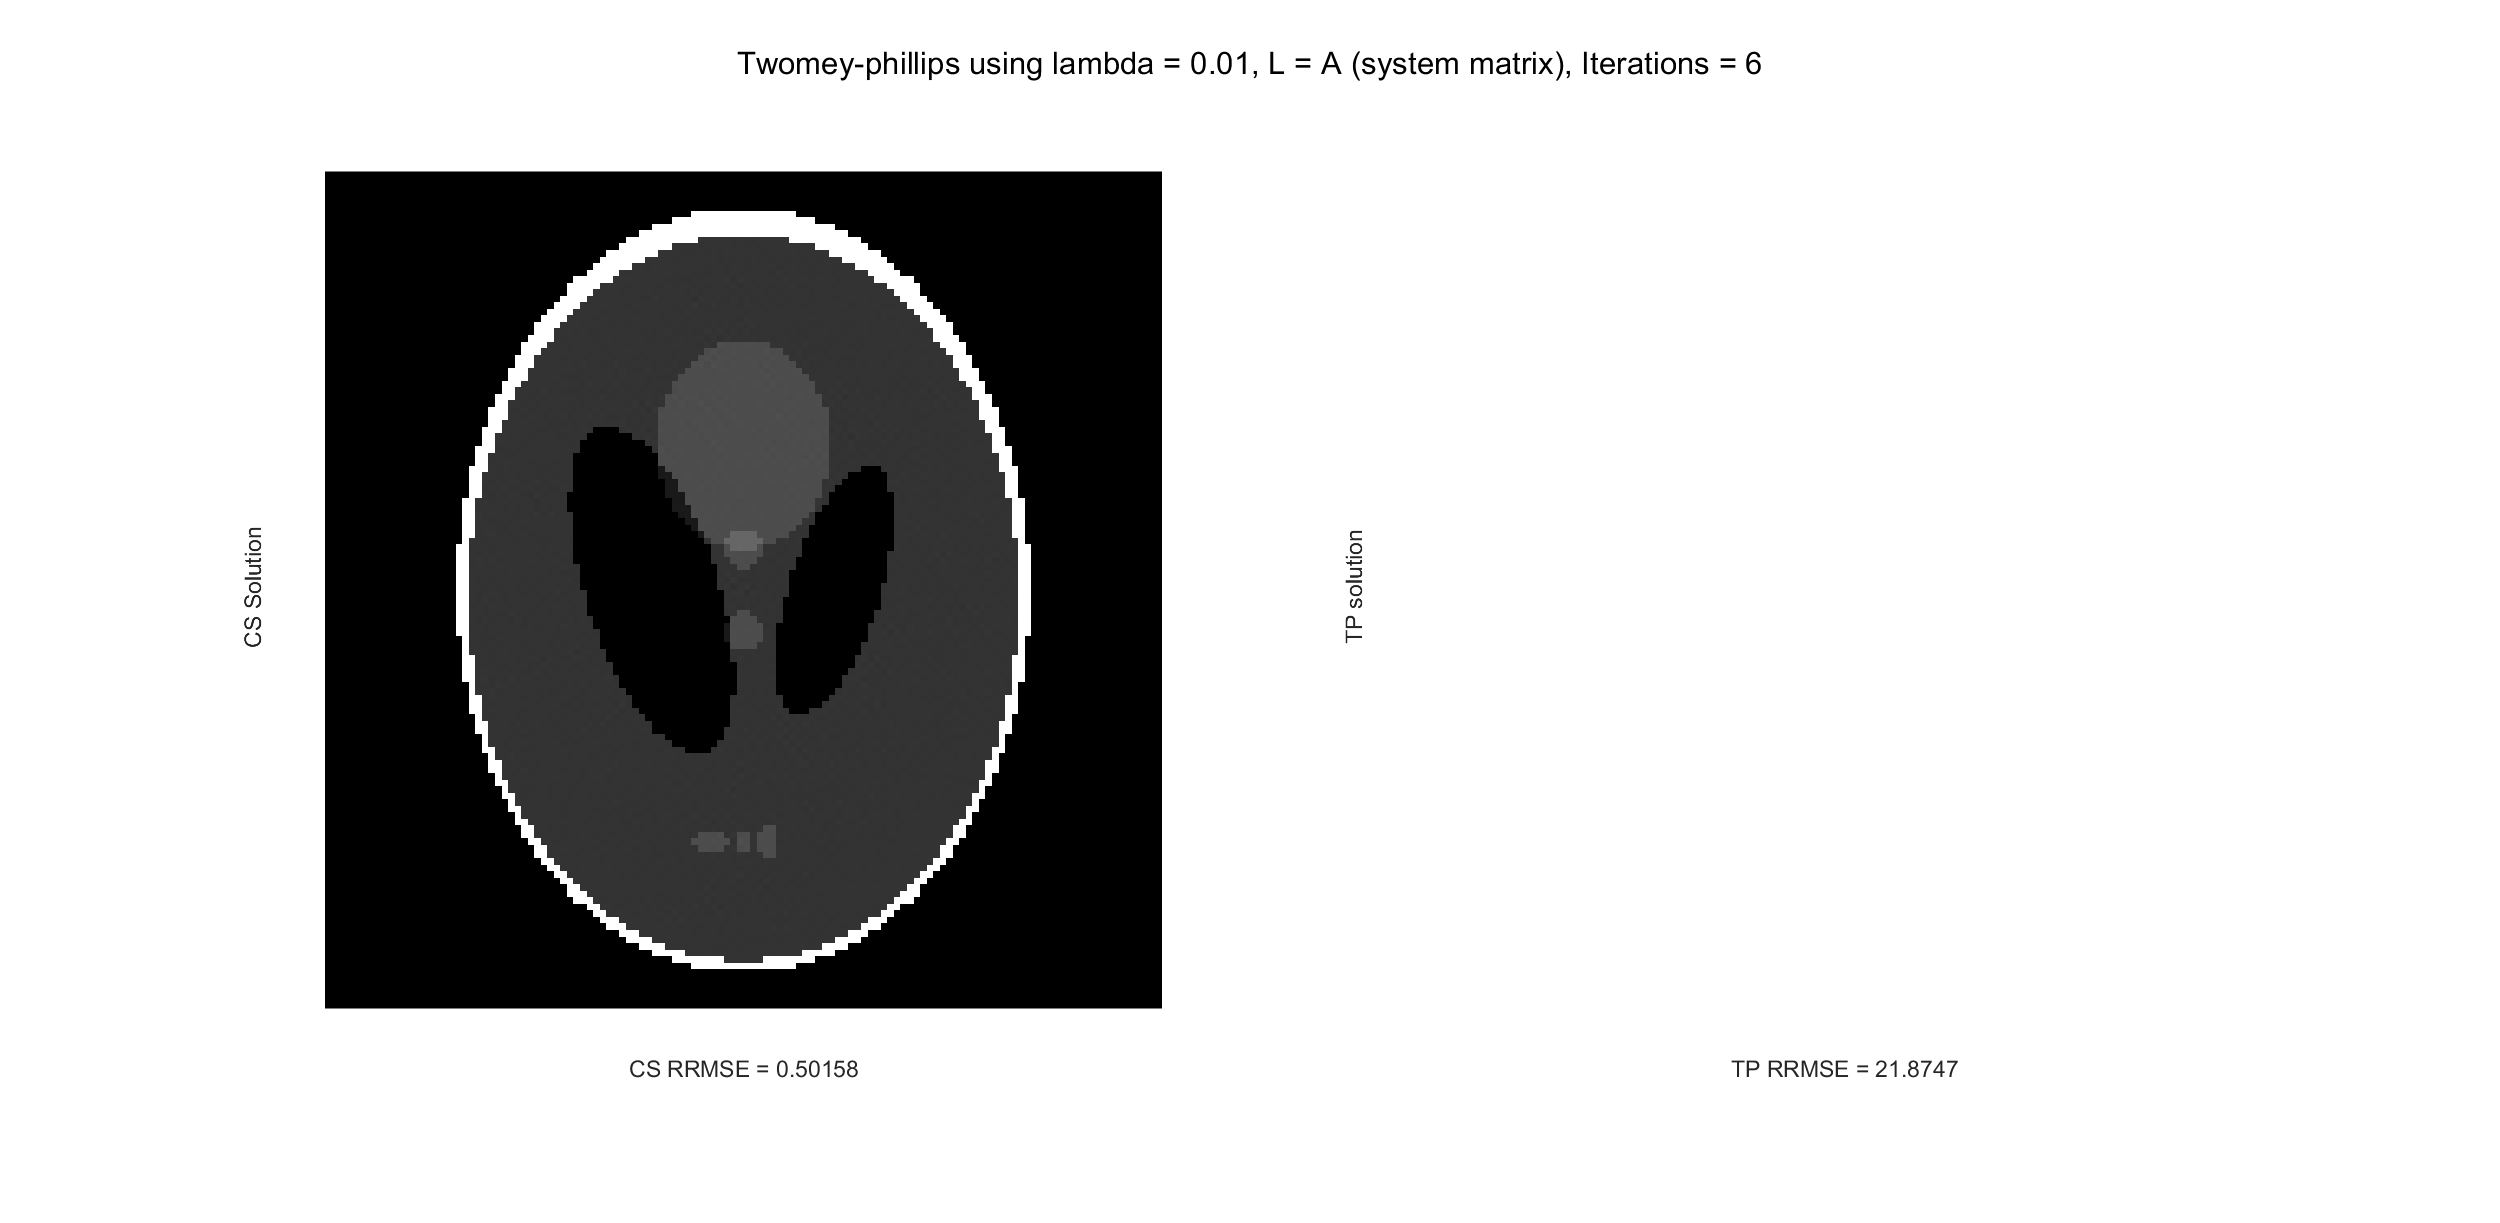 Twomey-phillips using lambda = 0.01, L = A (system matrix), Iterations = 6
CS Solution
TP solution
CS RRMSE = 0.50158
TP RRMSE = 21.8747